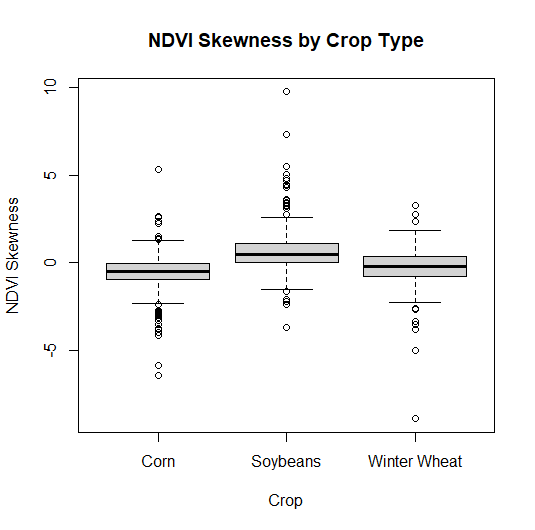 NDVI Skewness by Crop Type
10
5
0
-5
NDVI Skewness
Corn
Soybeans
Winter Wheat
Crop